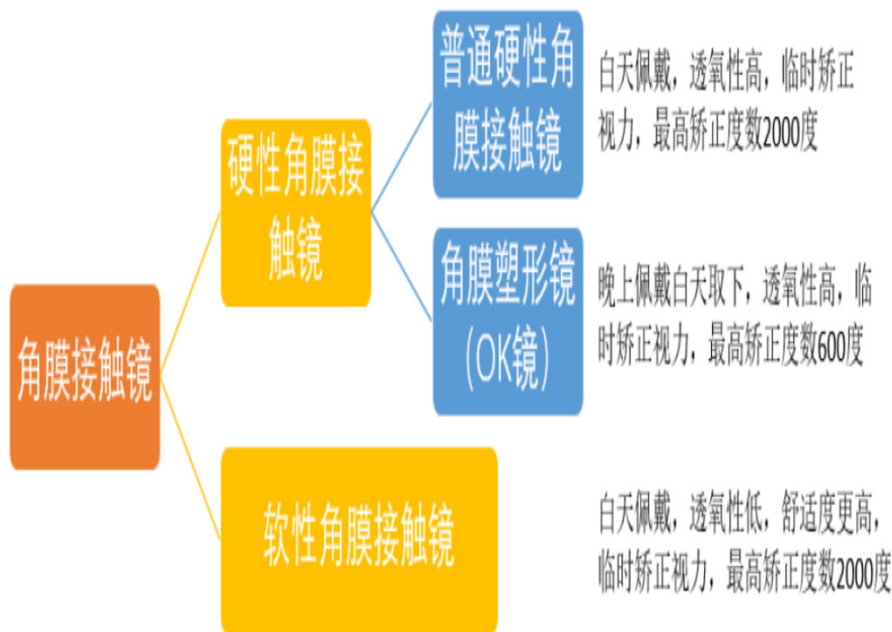 普通硬性角
膜接触镜
白天佩戴，透氧性高，临时矫正
视力，最高矫正度数2000度
硬性角膜接
触镜
角膜塑形镜
（OK镜）
晚上佩戴白天取下，透氧性高，临
时矫正视力，最高矫正度数600度
角膜接触镜
软性角膜接触镜
白天佩戴，透氧性低，舒适度更高，
临时矫正视力，最高矫正度数2000度